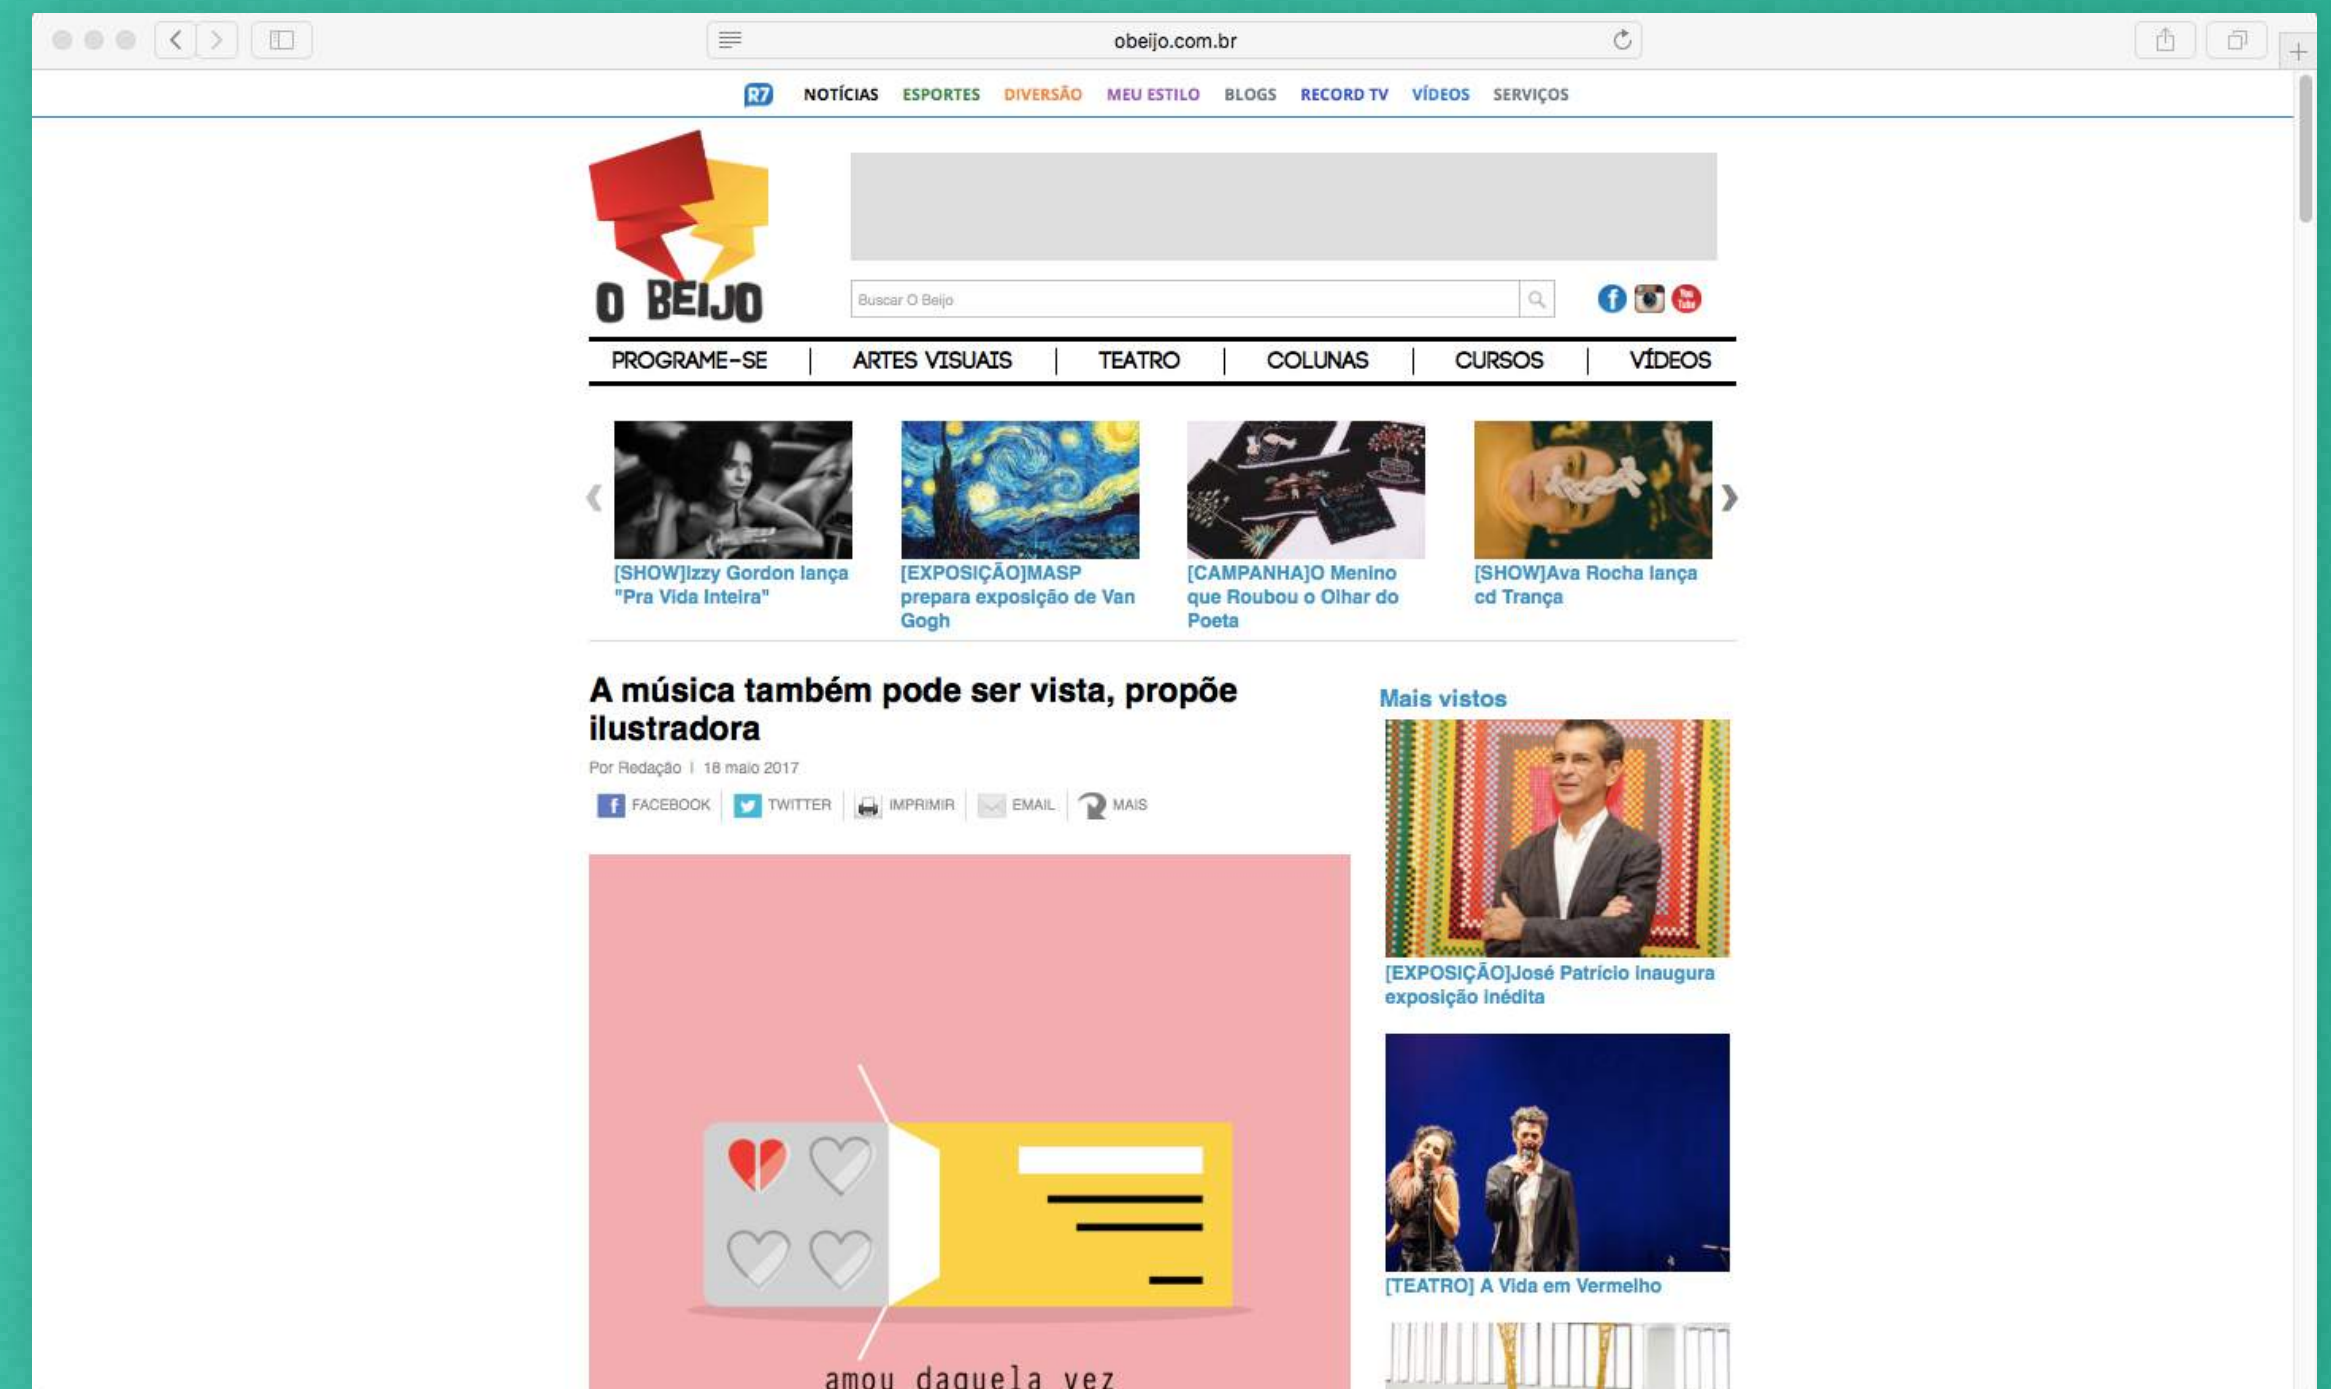 obeijo.com.br
R7 NOTÍCIAS ESPORTES DIVERSÃO MEU ESTILO BLOGS RECORD TV VÍDEOS SERVIÇOS
O BEIJO
Buscar O Beijo
You Tube
PROGRAME-SE | ARTES VISUAIS | TEATRO | COLUNAS | CURSOS | VÍDEOS
[SHOW]Izzy Gordon lança
"Pra Vida Inteira"
[EXPOSIÇÃO]MASP
prepara exposição de Van
Gogh
[CAMPANHA]O Menino
que Roubou o Olhar do
Poeta
[SHOW]Ava Rocha lança
cd Trança
A música também pode ser vista, propõe
ilustradora
Por Redação | 18 maio 2017
FACEBOOK TWITTER IMPRIMIR EMAIL MAIS
amou daquela vez
Mais vistos
[EXPOSIÇÃO]José Patrício inaugura
exposição inédita
[TEATRO] A Vida em Vermelho